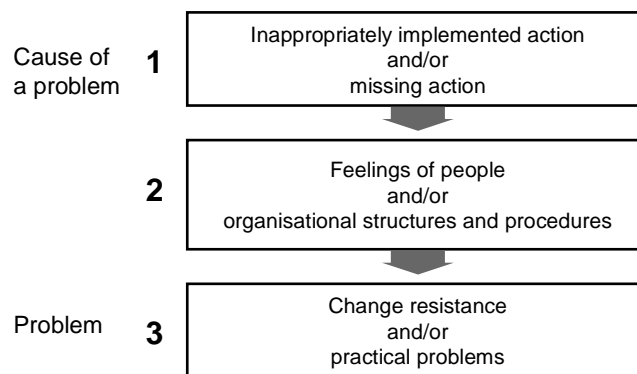 Cause of
a problem
1
Inappropriately implemented action
and/or
missing action
2
Feelings of people
and/or
organisational structures and procedures
Problem
3
Change resistance
and/or
practical problems